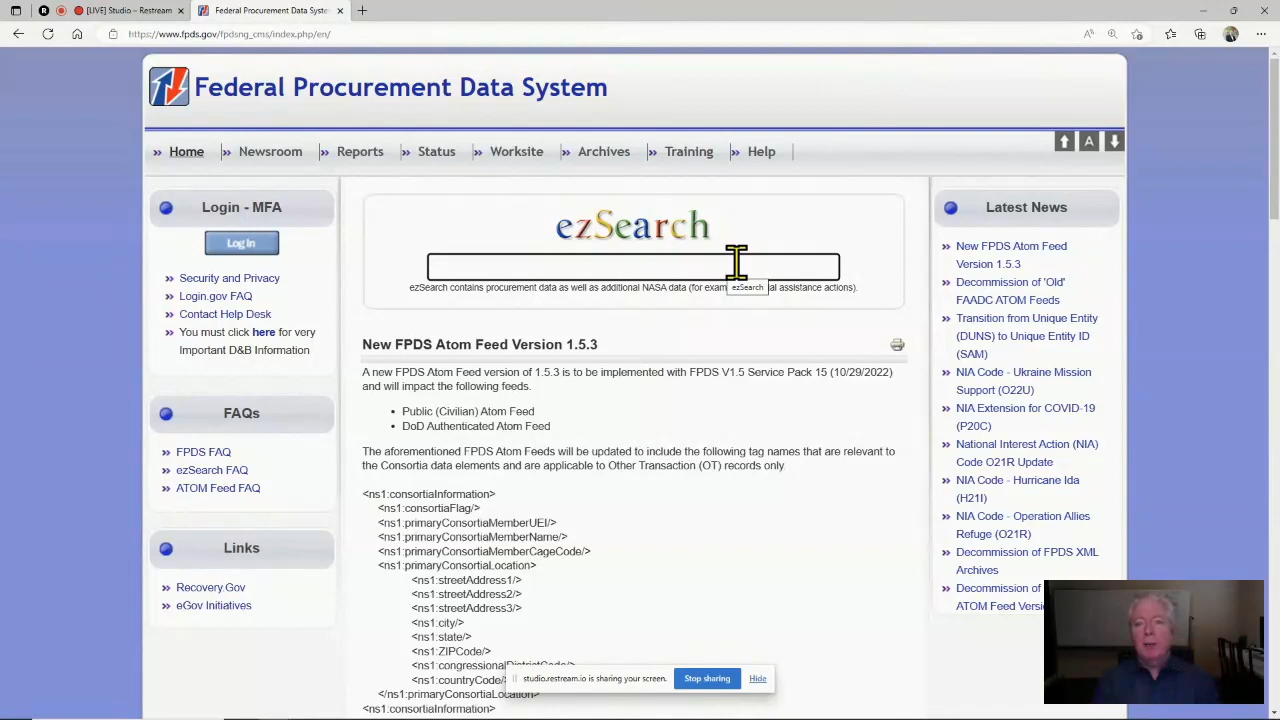 [LIVE] Studio – Restream
Federal Procurement Data System
https://www.fpds.gov/fpdsng_cms/index.php/en/
Federal Procurement Data System
Home
Newsroom
Reports
Status
Worksite
Archives
Training
Help
A
Login - MFA
Log In
Security and Privacy
Login.gov FAQ
Contact Help Desk
You must click here for very
Important D&B Information
FAQs
FPDS FAQ
ezSearch FAQ
ATOM Feed FAQ
Links
Recovery.Gov
eGov Initiatives
ezSearch
ezSearch contains procurement data as well as additional NASA data (for exam al assistance actions).
ezSearch
New FPDS Atom Feed Version 1.5.3
A new FPDS Atom Feed version of 1.5.3 is to be implemented with FPDS V1.5 Service Pack 15 (10/29/2022)
and will impact the following feeds.
• Public (Civilian) Atom Feed
• DoD Authenticated Atom Feed
The aforementioned FPDS Atom Feeds will be updated to include the following tag names that are relevant to
the Consortia data elements and are applicable to Other Transaction (OT) records only.
<ns1:consortiaInformation>
<ns1:consortiaFlag/>
<ns1:primaryConsortiaMemberUEI/>
<ns1:primaryConsortiaMemberName/>
<ns1:primaryConsortiaMemberCageCode/>
<ns1:primaryConsortiaLocation>
<ns1:streetAddress1/>
<ns1:streetAddress2/>
<ns1:streetAddress3/>
<ns1:city/>
<ns1:state/>
<ns1:ZIPCode/>
<ns1:congressionalDistrictCode/>
<ns1:countryCode/>
</ns1:primaryConsortiaLocation>
<ns1:consortiaInformation>
studio.restream.io is sharing your screen.
Stop sharing
Hide
Latest News
New FPDS Atom Feed
Version 1.5.3
Decommission of 'Old'
FAADC ATOM Feeds
Transition from Unique Entity
(DUNS) to Unique Entity ID
(SAM)
NIA Code - Ukraine Mission
Support (O22U)
NIA Extension for COVID-19
(P20C)
National Interest Action (NIA)
Code O21R Update
NIA Code - Hurricane Ida
(H21I)
NIA Code - Operation Allies
Refuge (O21R)
Decommission of FPDS XML
Archives
Decommission of
ATOM Feed Versi